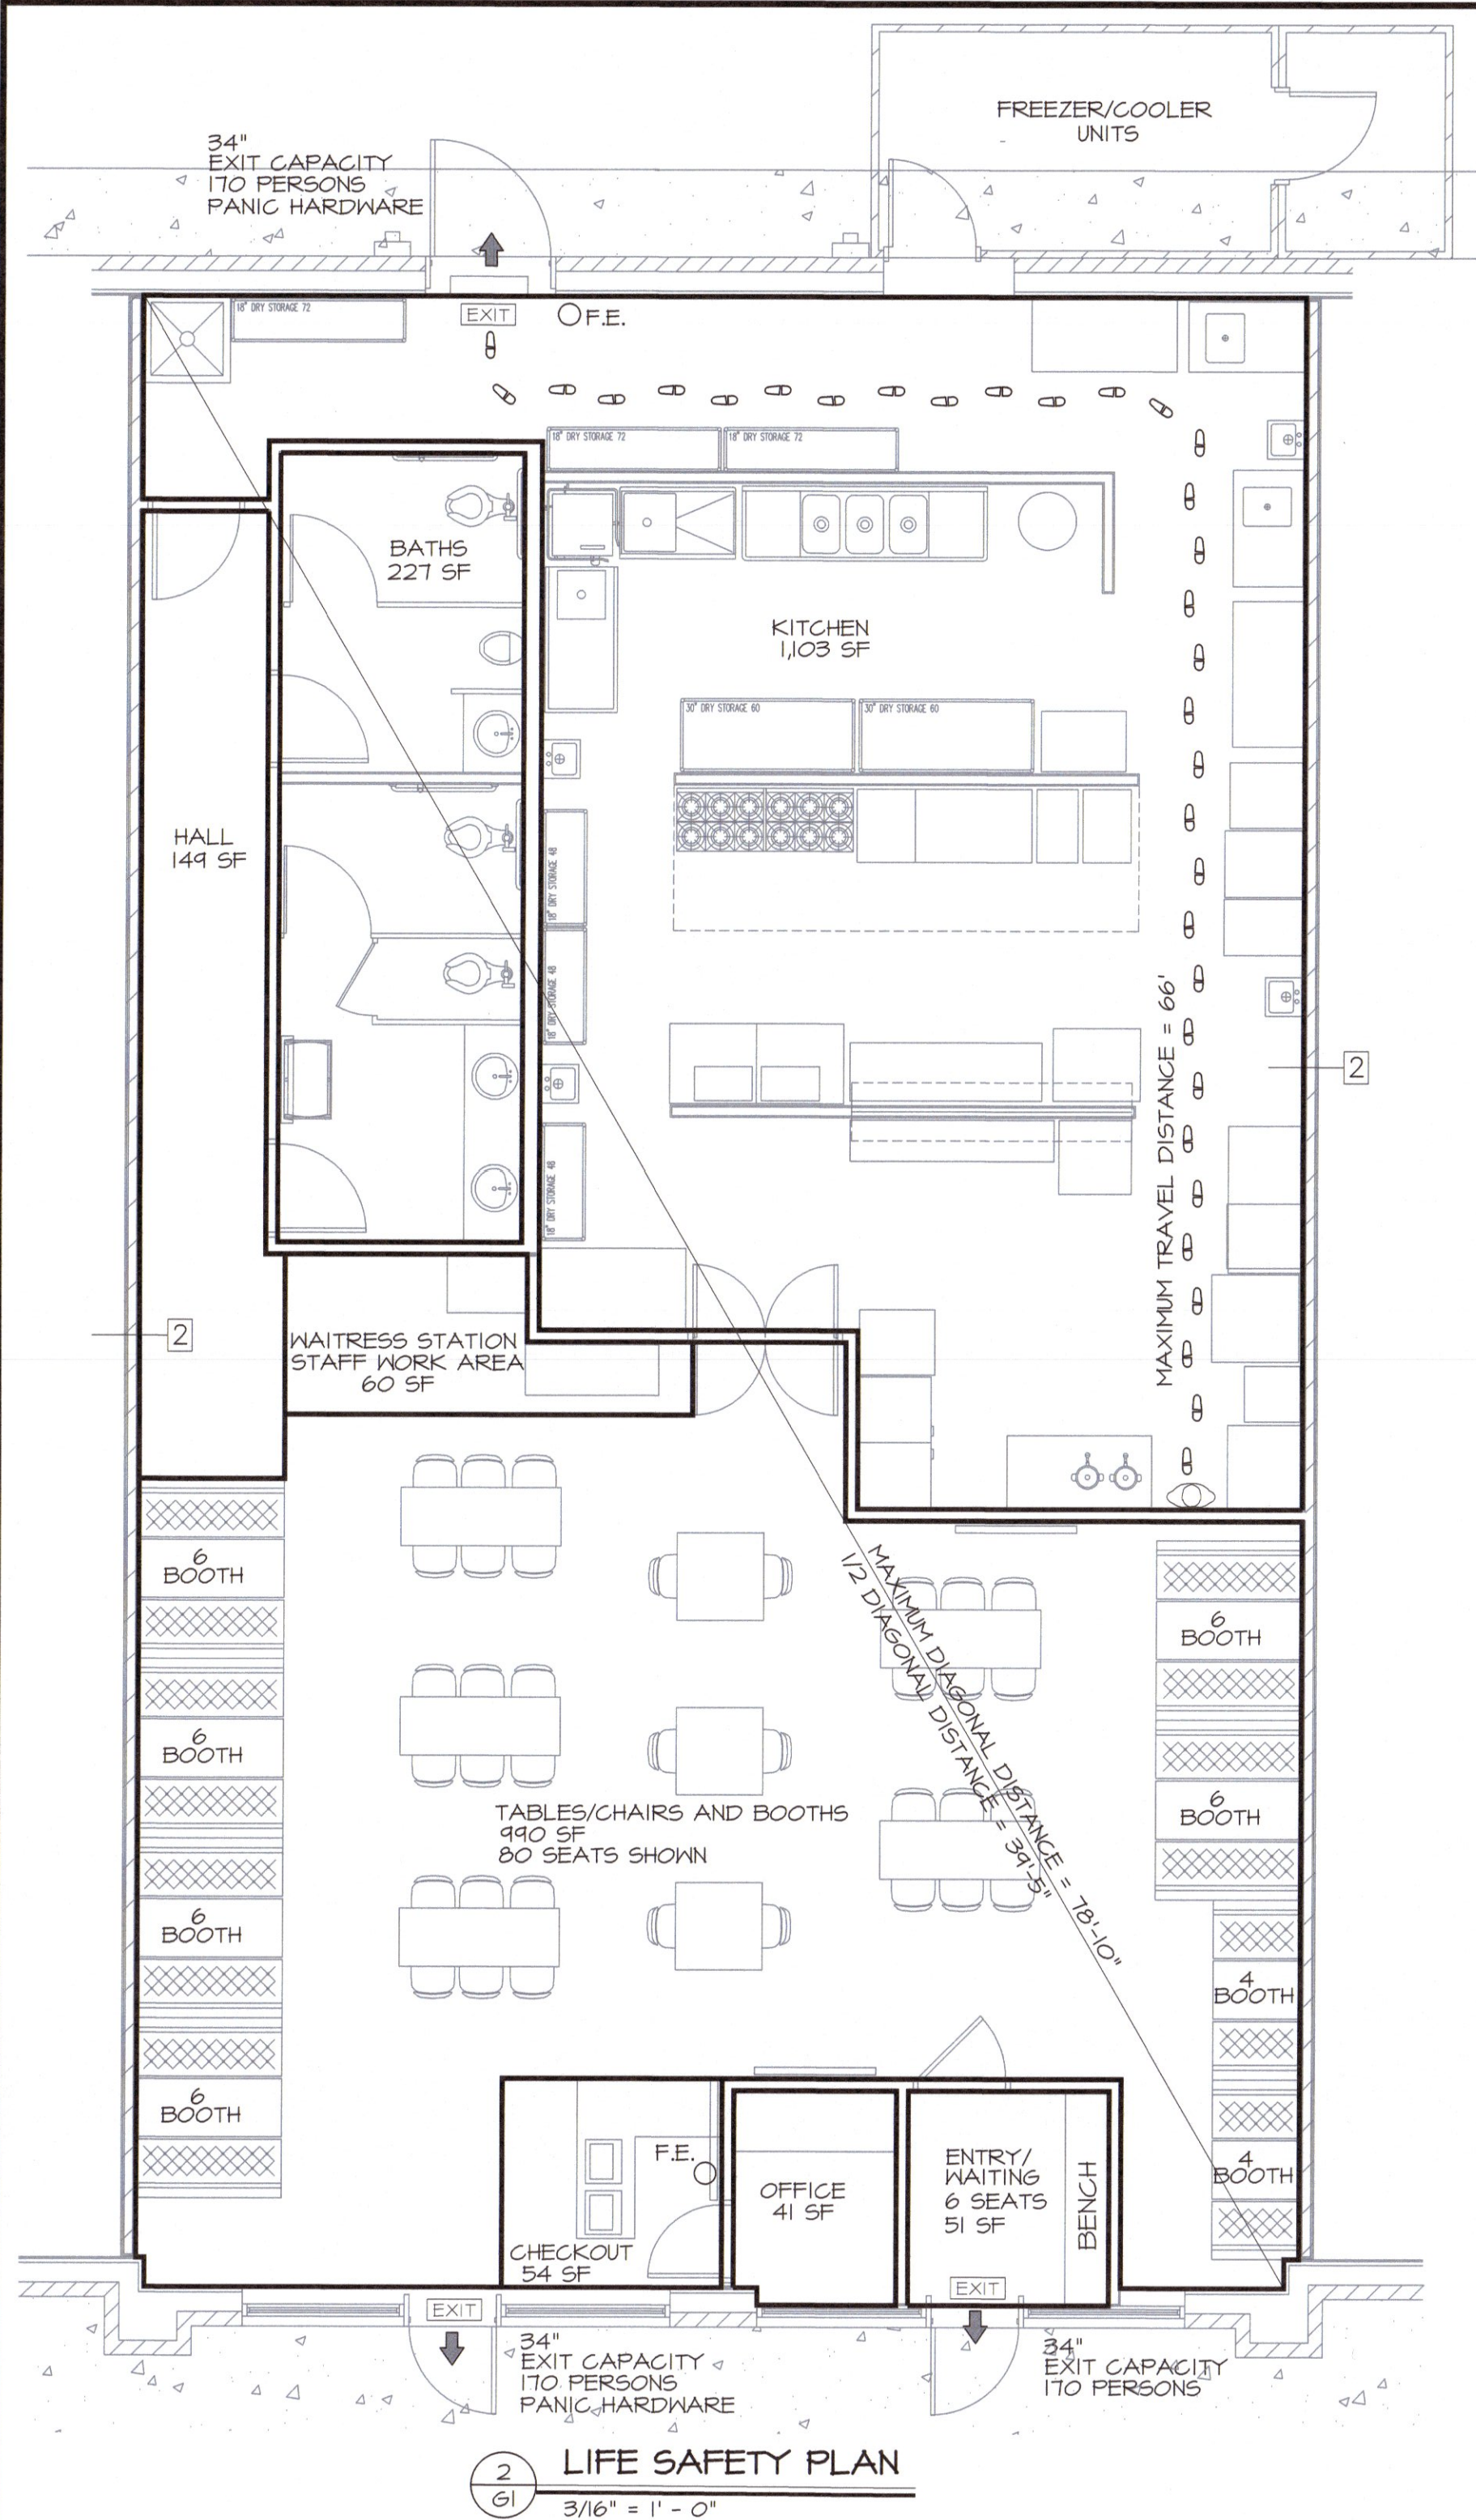 FREEZER/COOLER
UNITS
34"
EXIT CAPACITY
170 PERSONS
PANIC HARDWARE
18" DRY STORAGE 72
EXIT
F.E.
18" DRY STORAGE 72
18" DRY STORAGE 72
BATHS
227 SF
KITCHEN
1,103 SF
30" DRY STORAGE 60
30" DRY STORAGE 60
HALL
149 SF
18" DRY STORAGE 48
18" DRY STORAGE 48
18" DRY STORAGE 48
MAXIMUM TRAVEL DISTANCE = 66'
2
2
WAITRESS STATION
STAFF WORK AREA
60 SF
MAXIMUM DIAGONAL DISTANCE = 78'-10"
1/2 DIAGONAL DISTANCE = 39'-5"
6
BOOTH
6
BOOTH
6
BOOTH
6
BOOTH
6
BOOTH
6
BOOTH
4
BOOTH
4
BOOTH
TABLES/CHAIRS AND BOOTHS
990 SF
80 SEATS SHOWN
F.E.
CHECKOUT
54 SF
OFFICE
41 SF
ENTRY/
WAITING
6 SEATS
51 SF
BENCH
EXIT
EXIT
34"
EXIT CAPACITY
170 PERSONS
PANIC HARDWARE
34"
EXIT CAPACITY
170 PERSONS
2
G1
LIFE SAFETY PLAN
3/16" = 1' - 0"